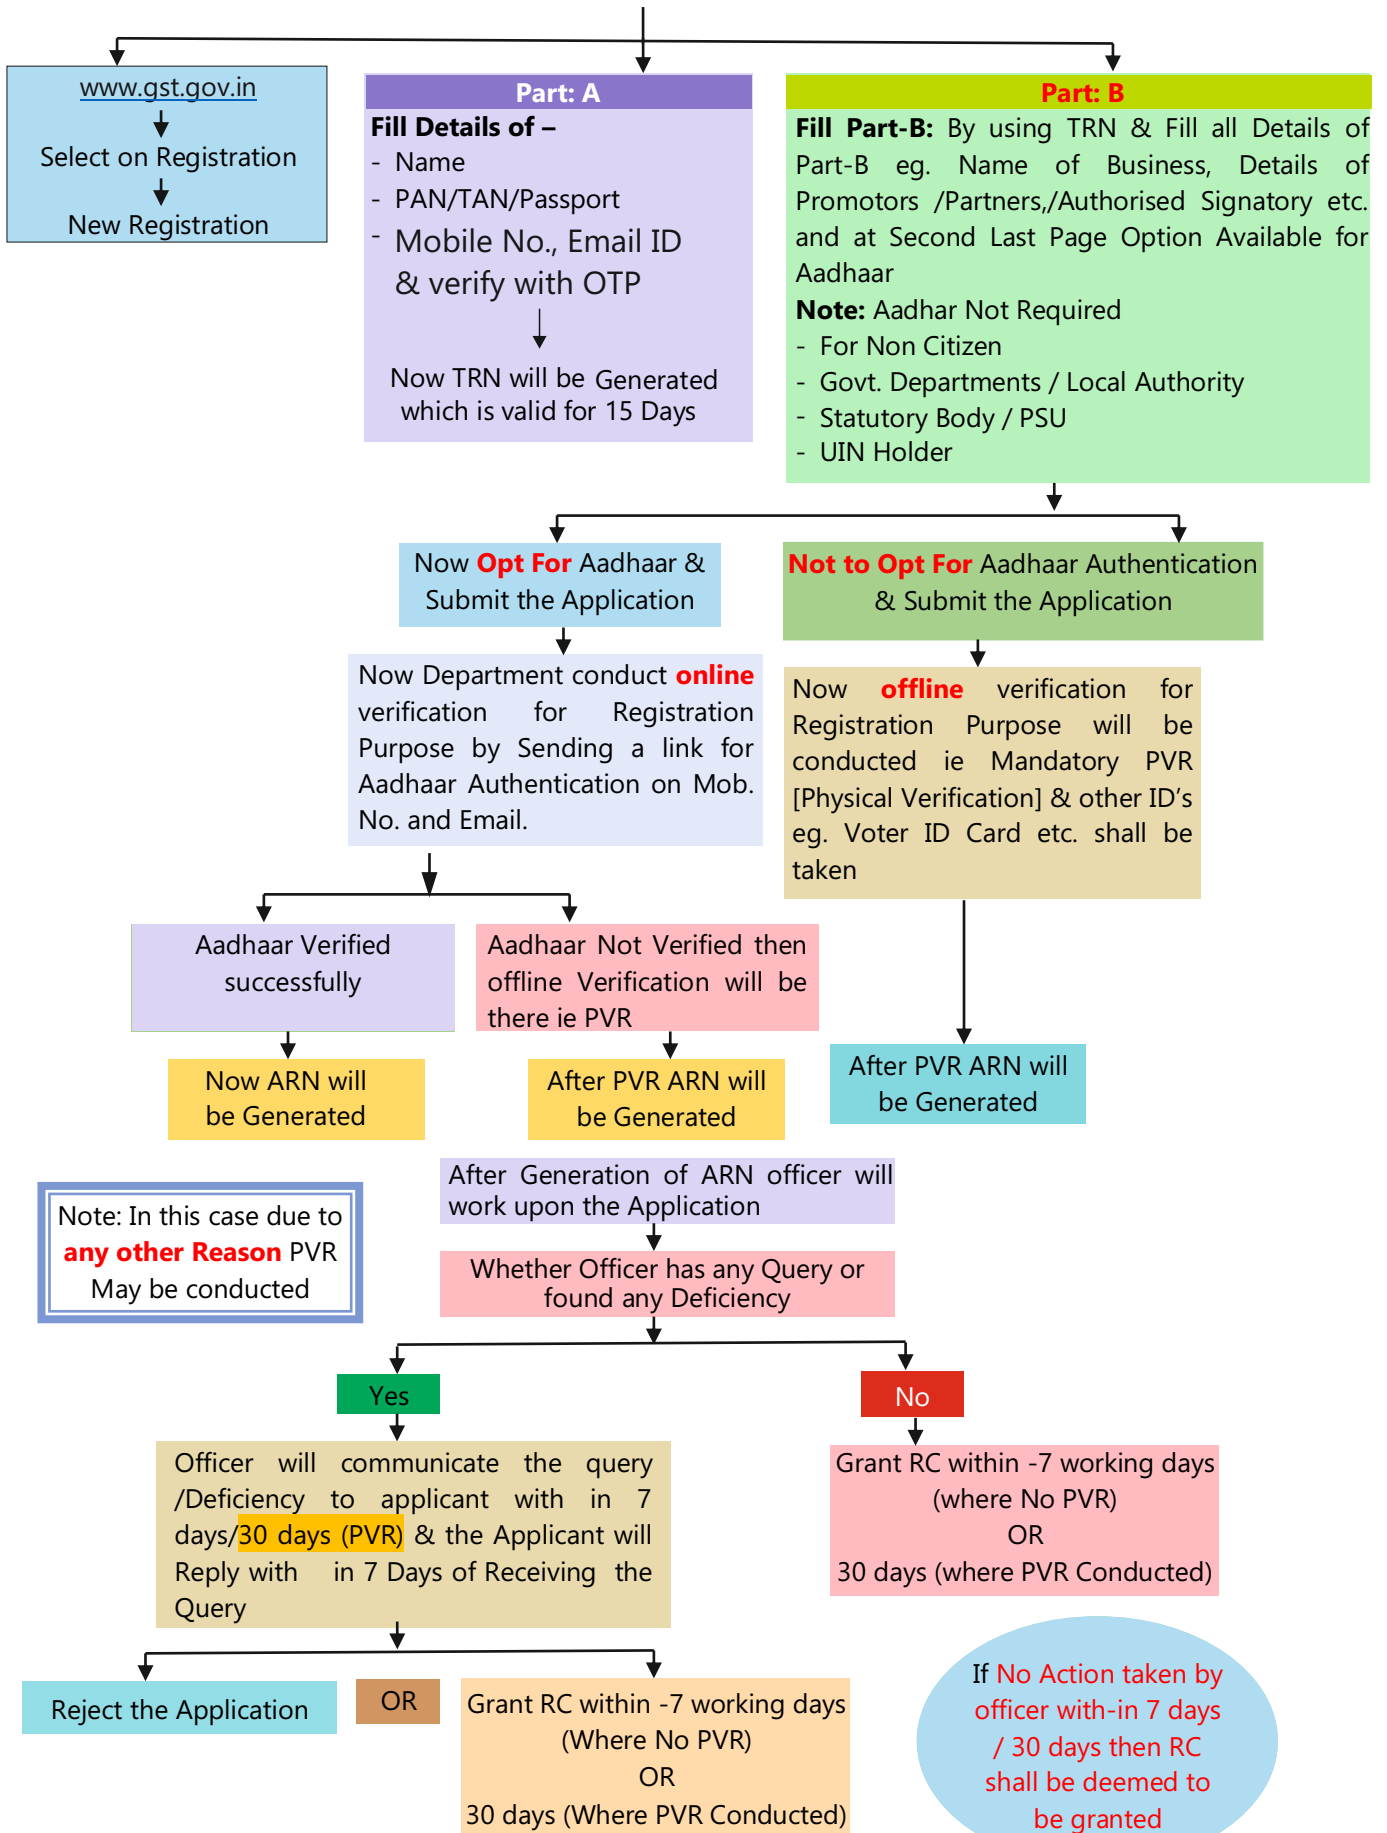 www.gst.gov.in
Select on Registration
New Registration
Part: A
Fill Details of –
- Name
- PAN/TAN/Passport
- Mobile No., Email ID
& verify with OTP
Now TRN will be Generated
which is valid for 15 Days
Part: B
Fill Part-B: By using TRN & Fill all Details of
Part-B eg. Name of Business, Details of
Promotors /Partners,/Authorised Signatory etc.
and at Second Last Page Option Available for
Aadhaar
Note: Aadhar Not Required
- For Non Citizen
- Govt. Departments / Local Authority
- Statutory Body / PSU
- UIN Holder
Now Opt For Aadhaar &
Submit the Application
Not to Opt For Aadhaar Authentication
& Submit the Application
Now Department conduct online
verification for Registration
Purpose by Sending a link for
Aadhaar Authentication on Mob.
No. and Email.
Now offline verification for
Registration Purpose will be
conducted ie Mandatory PVR
[Physical Verification] & other ID's
eg. Voter ID Card etc. shall be
taken
Aadhaar Verified
successfully
Aadhaar Not Verified then
offline Verification will be
there ie PVR
Now ARN will
be Generated
After PVR ARN will
be Generated
After PVR ARN will
be Generated
After Generation of ARN officer will
work upon the Application
Note: In this case due to
any other Reason PVR
May be conducted
Whether Officer has any Query or
found any Deficiency
Yes
No
Officer will communicate the query
/Deficiency to applicant with in 7
days/30 days (PVR) & the Applicant will
Reply with in 7 Days of Receiving the
Query
Grant RC within -7 working days
(where No PVR)
OR
30 days (where PVR Conducted)
Reject the Application
OR
Grant RC within -7 working days
(Where No PVR)
OR
30 days (Where PVR Conducted)
If No Action taken by
officer with-in 7 days
/ 30 days then RC
shall be deemed to
be granted